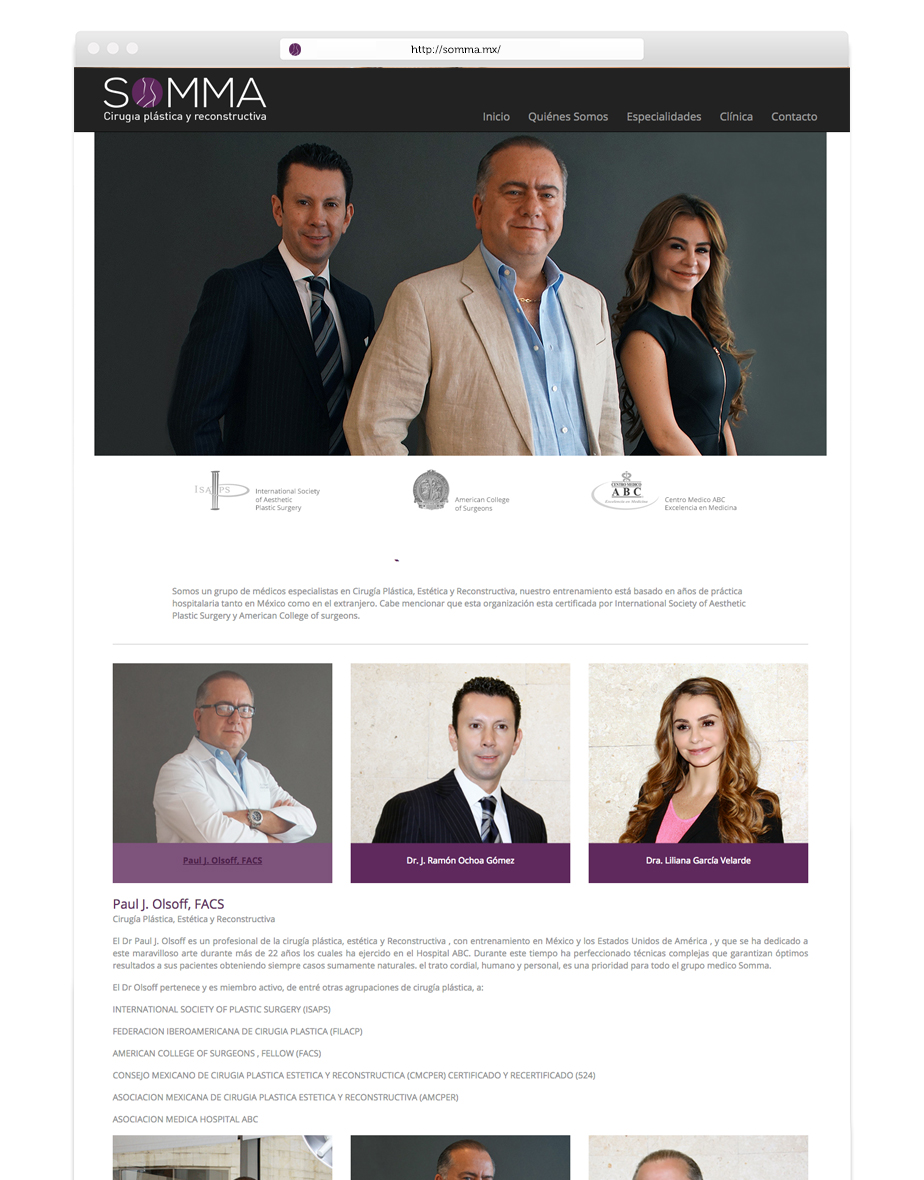 http://somma.mx/
SOMMA
Cirugia plástica y reconstructiva
Inicio Quiénes Somos Especialidades Clínica Contacto
ISAPS
International Society
of Aesthetic
Plastic Surgery
American College
of Surgeons
CENTRO MEDICO
ABC
Excelencia en Medicina
Centro Medico ABC
Excelencia en Medicina
Somos un grupo de médicos especialistas en Cirugía Plástica, Estética y Reconstructiva, nuestro entrenamiento está basado en años de práctica
hospitalaria tanto en México como en el extranjero. Cabe mencionar que esta organización esta certificada por International Society of Aesthetic
Plastic Surgery y American College of surgeons.
Paul J. Olsoff, FACS
Dr. J. Ramón Ochoa Gómez
Dra. Liliana García Velarde
Paul J. Olsoff, FACS
Cirugía Plástica, Estética y Reconstructiva
El Dr Paul J. Olsoff es un profesional de la cirugía plástica, estética y Reconstructiva , con entrenamiento en México y los Estados Unidos de América , y que se ha dedicado a
este maravilloso arte durante más de 22 años los cuales ha ejercido en el Hospital ABC. Durante este tiempo ha perfeccionado técnicas complejas que garantizan óptimos
resultados a sus pacientes obteniendo siempre casos sumamente naturales. el trato cordial, humano y personal, es una prioridad para todo el grupo medico Somma.
El Dr Olsoff pertenece y es miembro activo, de entré otras agrupaciones de cirugía plástica, a:
INTERNATIONAL SOCIETY OF PLASTIC SURGERY (ISAPS)
FEDERACION IBEROAMERICANA DE CIRUGIA PLASTICA (FILACP)
AMERICAN COLLEGE OF SURGEONS , FELLOW (FACS)
CONSEJO MEXICANO DE CIRUGIA PLASTICA ESTETICA Y RECONSTRUCTICA (CMCPER) CERTIFICADO Y RECERTIFICADO (524)
ASOCIACION MEXICANA DE CIRUGIA PLASTICA ESTETICA Y RECONSTRUCTIVA (AMCPER)
ASOCIACION MEDICA HOSPITAL ABC